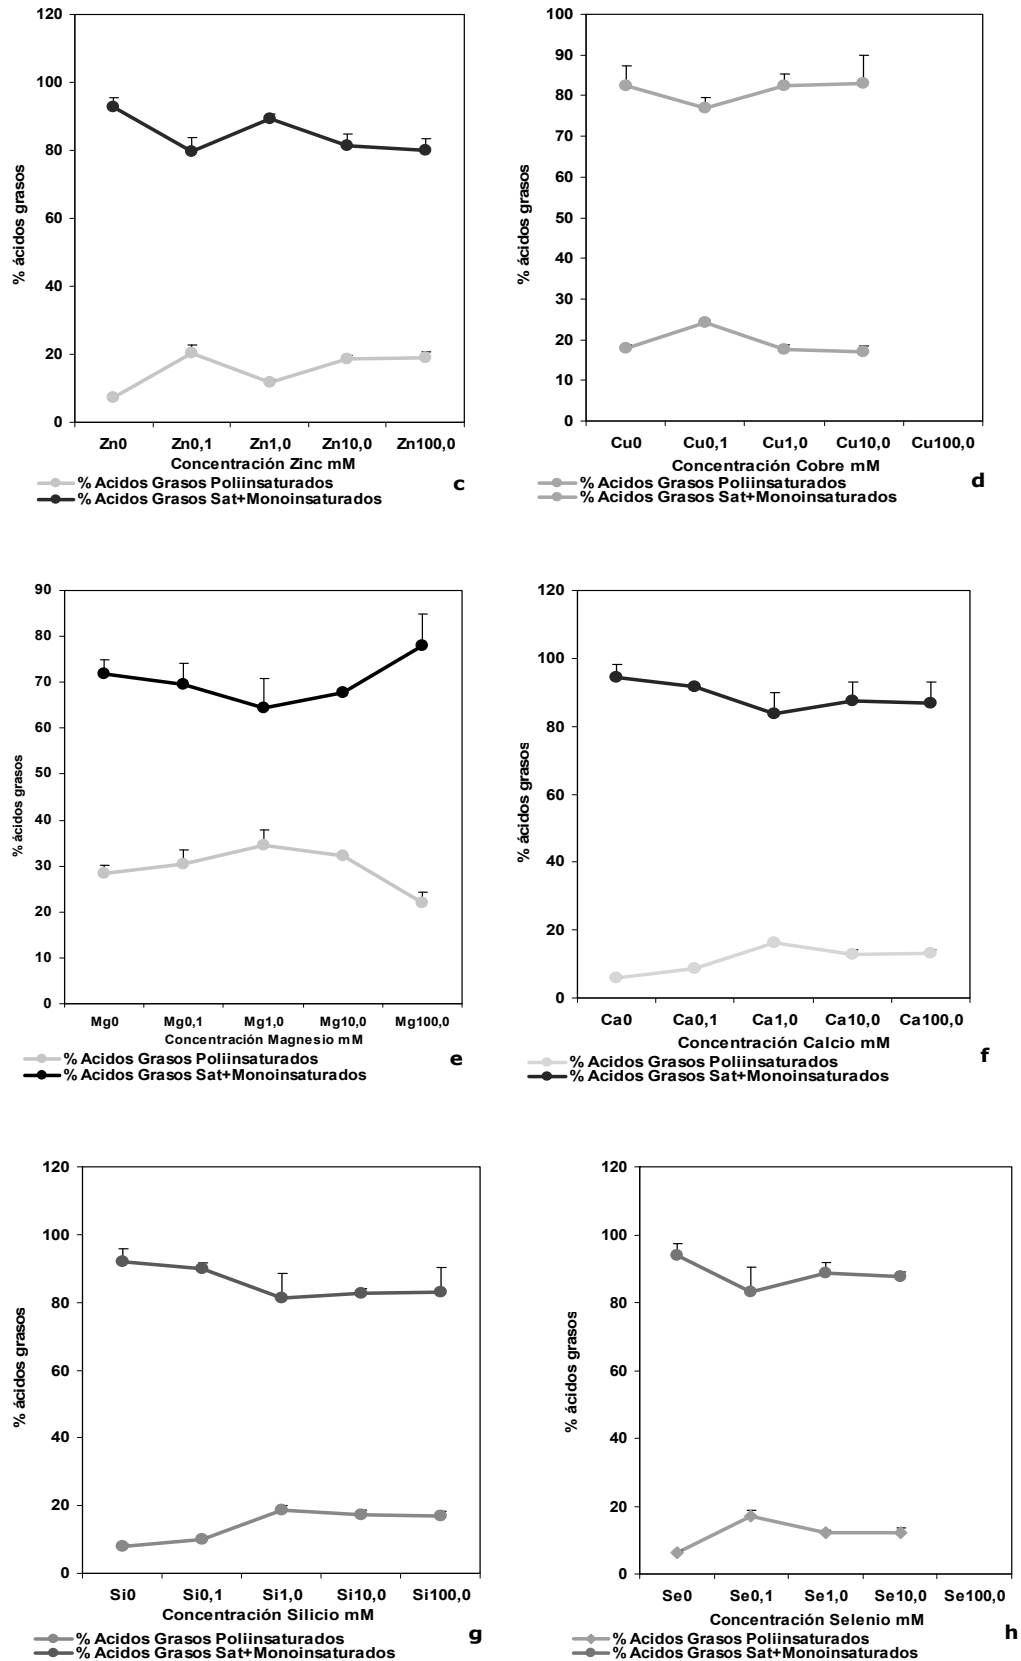 120
100
80
60
40
20
0
% ácidos grasos
Zn0 Zn0,1 Zn1,0 Zn10,0 Zn100,0
Concentración Zinc mM
% Acidos Grasos Poliinsaturados
% Acidos Grasos Sat+Monoinsaturados
c
100
90
80
70
60
50
40
30
20
10
0
% ácidos grasos
Cu0 Cu0,1 Cu1,0 Cu10,0 Cu100,0
Concentración Cobre mM
% Acidos Grasos Poliinsaturados
% Acidos Grasos Sat+Monoinsaturados
d
90
80
70
60
50
40
30
20
10
0
% ácidos grasos
Mg0 Mg0,1 Mg1,0 Mg10,0 Mg100,0
Concentración Magnesio mM
% Acidos Grasos Poliinsaturados
% Acidos Grasos Sat+Monoinsaturados
e
120
100
80
60
40
20
0
% ácidos grasos
Ca0 Ca0,1 Ca1,0 Ca10,0 Ca100,0
Concentración Calcio mM
% Acidos Grasos Poliinsaturados
% Acidos Grasos Sat+Monoinsaturados
f
120
100
80
60
40
20
0
% ácidos grasos
Si0 Si0,1 Si1,0 Si10,0 Si100,0
Concentración Silicio mM
% Acidos Grasos Poliinsaturados
% Acidos Grasos Sat+Monoinsaturados
g
120
100
80
60
40
20
0
% ácidos grasos
Se0 Se0,1 Se1,0 Se10,0 Se100,0
Concentración Selenio mM
% Acidos Grasos Poliinsaturados
% Acidos Grasos Sat+Monoinsaturados
h